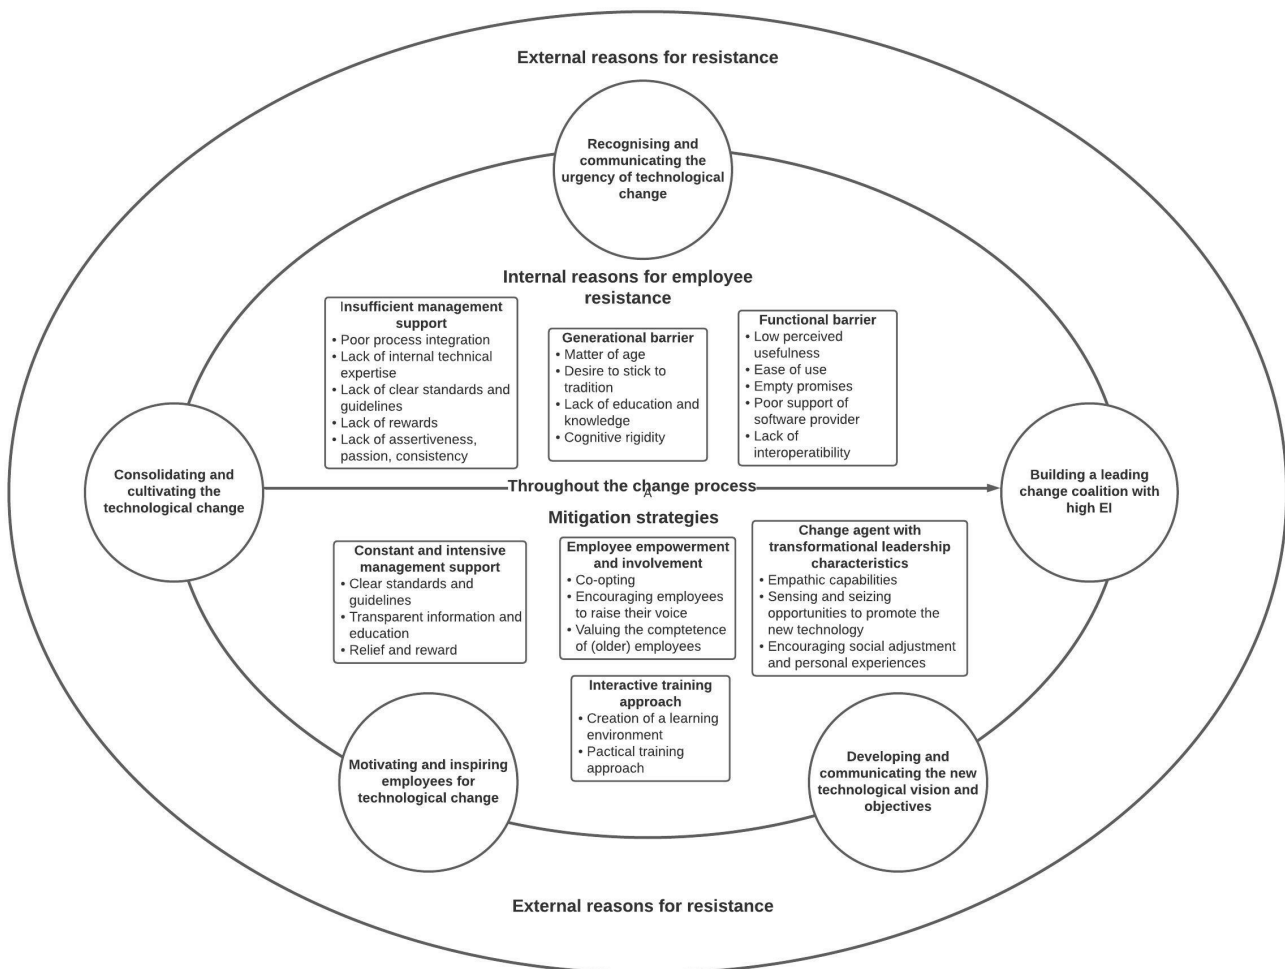 External reasons for resistance
Recognising and
communicating the
urgency of technological
change
Internal reasons for employee
resistance
Insufficient management
support
• Poor process integration
• Lack of internal technical
expertise
• Lack of clear standards and
guidelines
• Lack of rewards
• Lack of assertiveness,
passion, consistency
Generational barrier
• Matter of age
• Desire to stick to
tradition
• Lack of education and
knowledge
• Cognitive rigidity
Functional barrier
• Low perceived
usefulness
• Ease of use
• Empty promises
• Poor support of
software provider
• Lack of
interoperatibility
Consolidating and
cultivating the
technological change
Throughout the change process
A
Building a leading
change coalition with
high EI
Mitigation strategies
Constant and intensive
management support
• Clear standards and
guidelines
• Transparent information and
education
• Relief and reward
Employee empowerment
and involvement
• Co-opting
• Encouraging employees
to raise their voice
• Valuing the comptetence
of (older) employees
Change agent with
transformational leadership
characteristics
• Empathic capabilities
• Sensing and seizing
opportunities to promote the
new technology
• Encouraging social adjustment
and personal experiences
Interactive training
approach
• Creation of a learning
environment
• Pactical training
approach
Motivating and inspiring
employees for
technological change
Developing and
communicating the new
technological vision and
objectives
External reasons for resistance